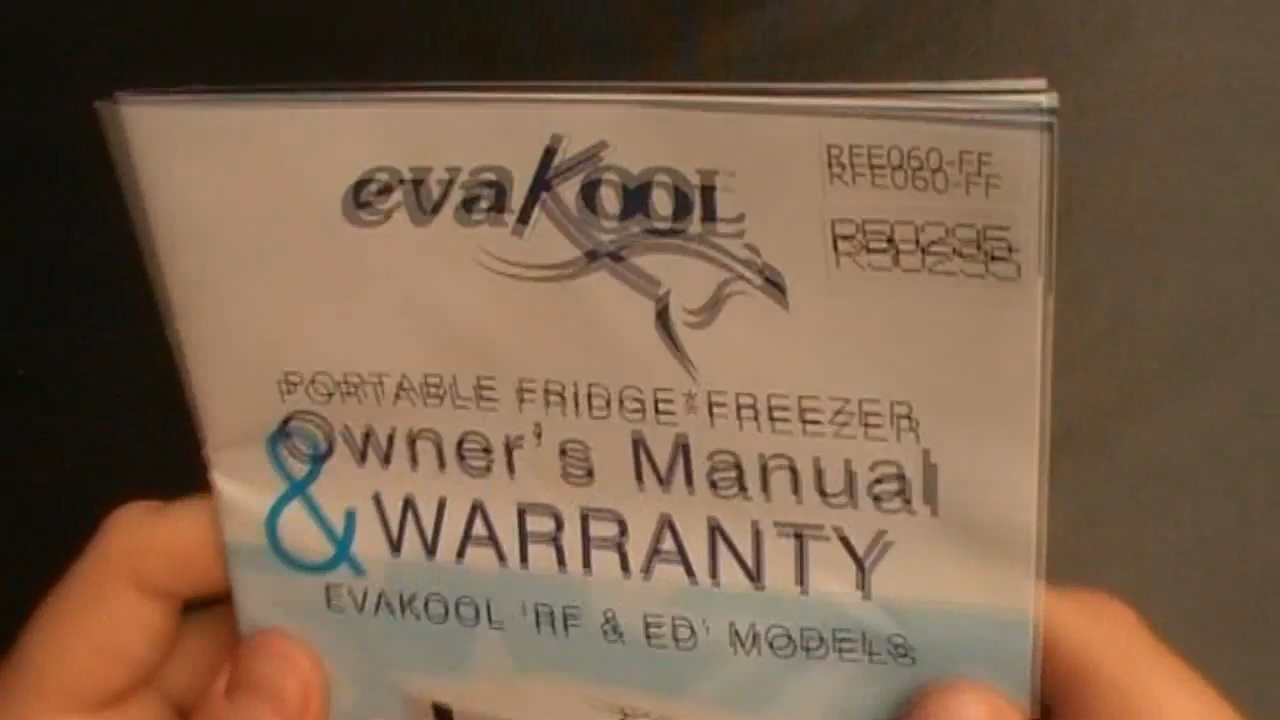 evaKOOL
RFE060-FF
RB0295
PORTABLE FRIDGE*FREEZER
Owner's Manual
& WARRANTY
EVAKOOL 'RF & ED' MODELS